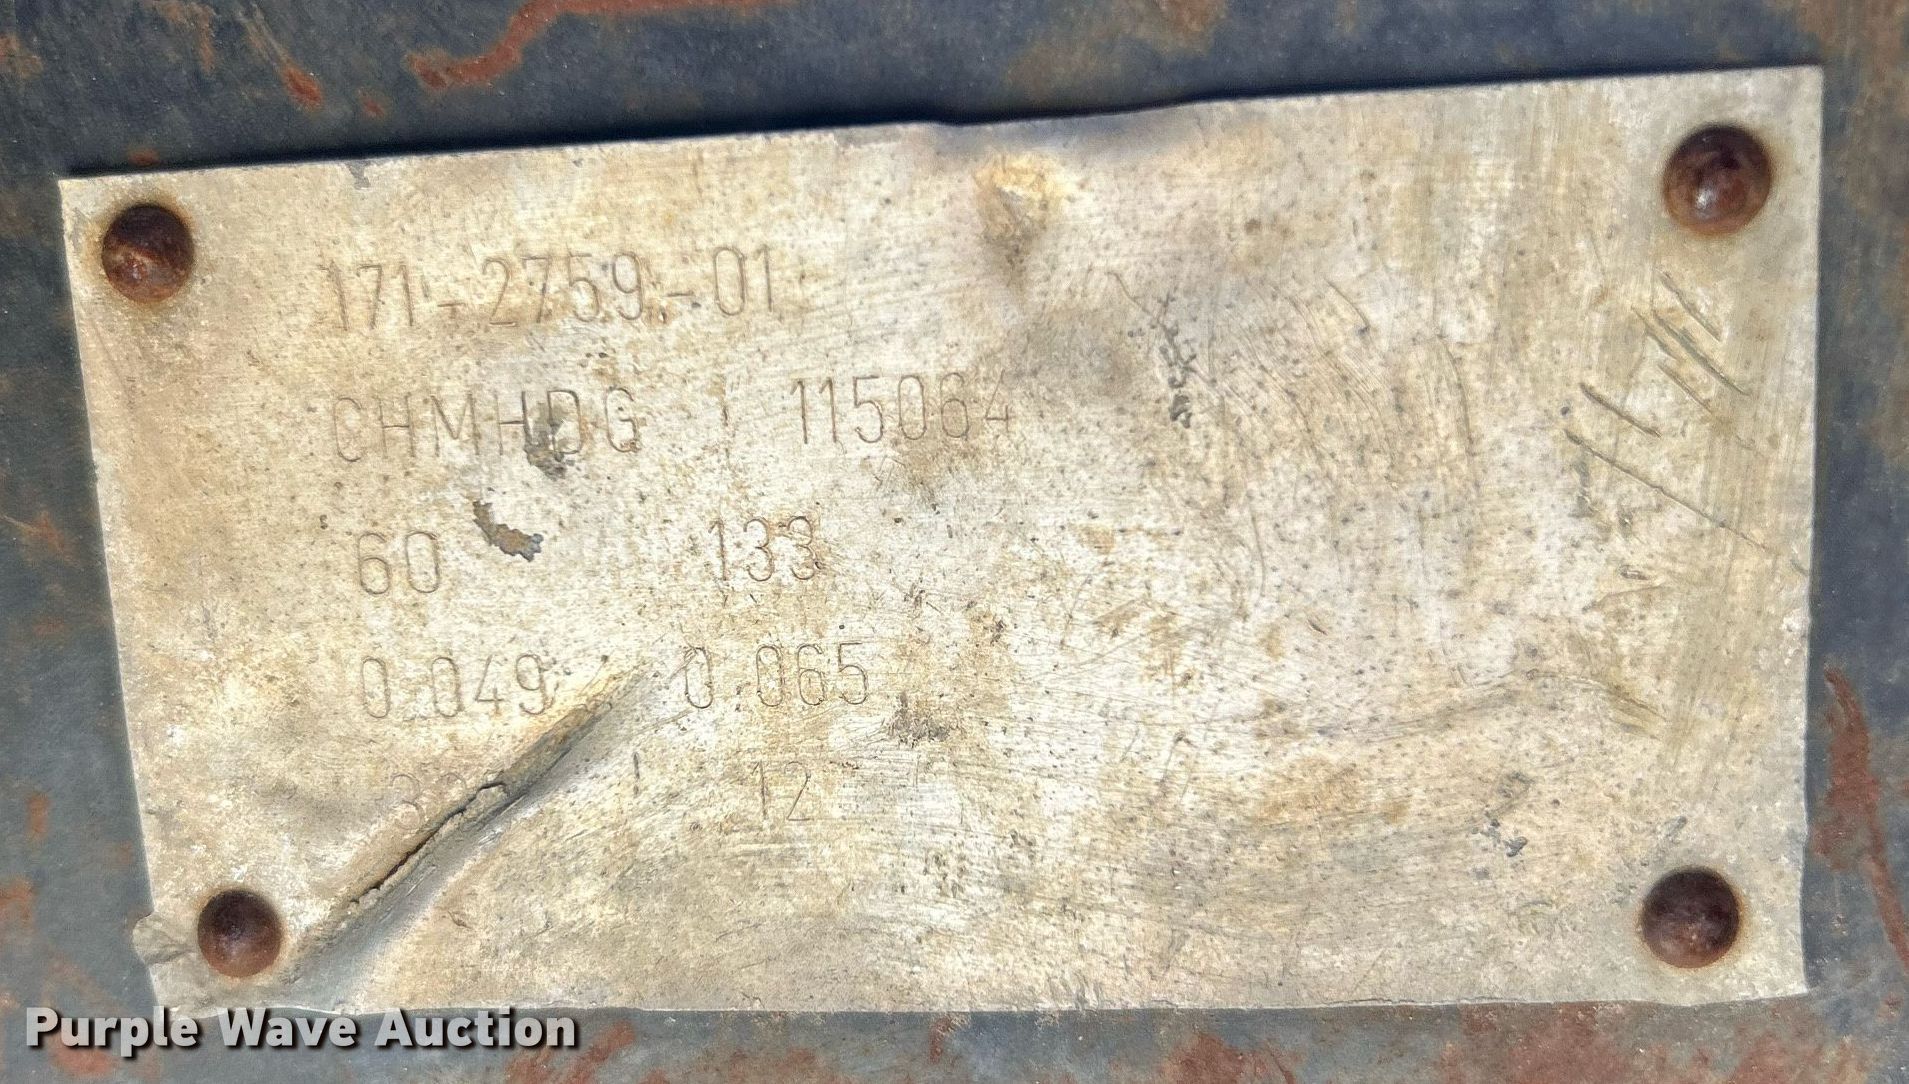 171-2759-01
CHMHDG 115064
60 133
0.049 0.065
12
Purple Wave Auction